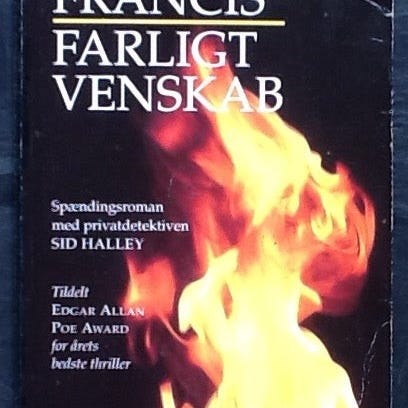 FRANCIS
FARLIGT
VENSKAB
Spændingsroman
med privatdetektiven
SID HALLEY
Tildelt
EDGAR ALLAN
POE AWARD
for årets
bedste thriller